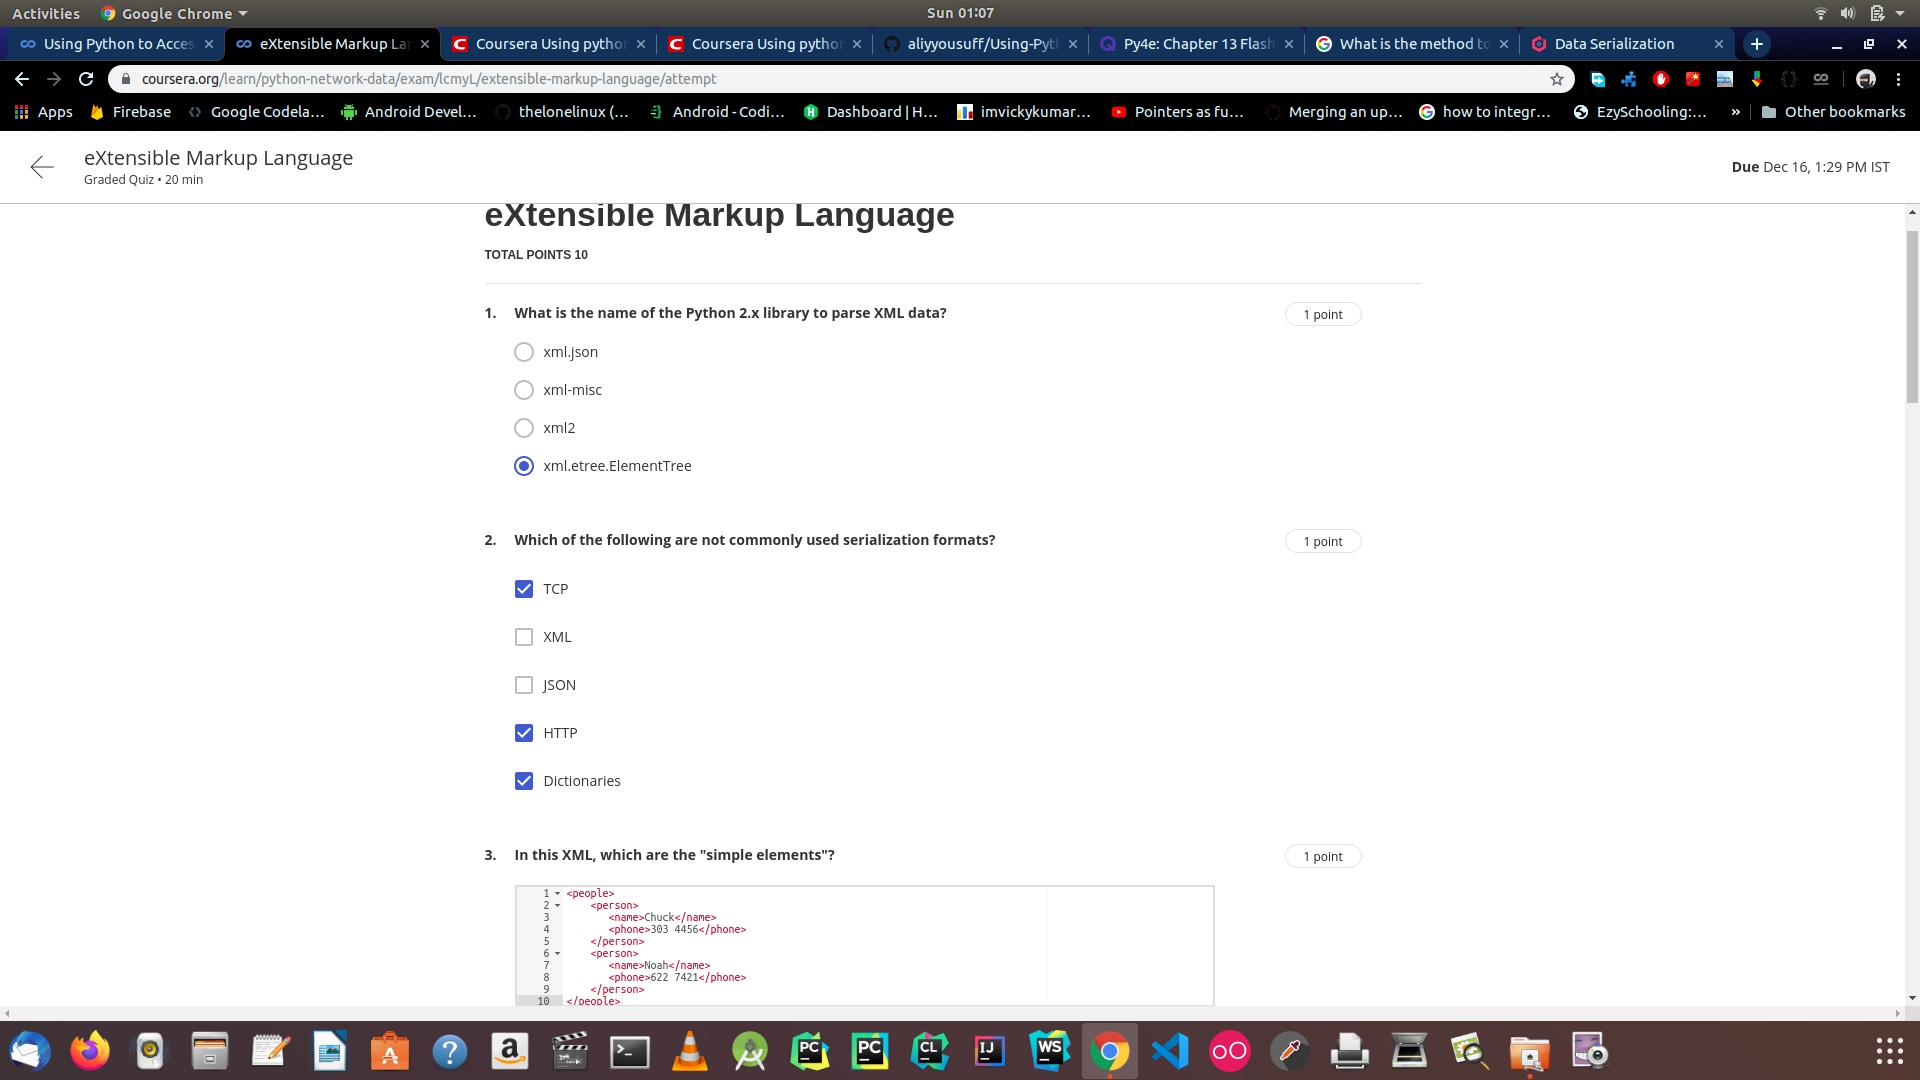 Activities Google Chrome Sun 01:07
Using Python to Acces eXtensible Markup Lan Coursera Using python Coursera Using python aliyyousuff/Using-Pyth Py4e: Chapter 13 Flash What is the method to Data Serialization
coursera.org/learn/python-network-data/exam/lcmyL/extensible-markup-language/attempt
Apps Firebase Google Codela... Android Devel... thelonelinux (... Android - Codi... Dashboard | H... imvickykumar... Pointers as fu... Merging an up... how to integr... EzySchooling:... » Other bookmarks
eXtensible Markup Language
Graded Quiz • 20 min
Due Dec 16, 1:29 PM IST
eXtensible Markup Language
TOTAL POINTS 10
1. What is the name of the Python 2.x library to parse XML data? 1 point
xml.json
xml-misc
xml2
xml.etree.ElementTree
2. Which of the following are not commonly used serialization formats? 1 point
TCP
XML
JSON
HTTP
Dictionaries
3. In this XML, which are the "simple elements"? 1 point
1 <people>
2 <person>
3 <name>Chuck</name>
4 <phone>303 4456</phone>
5 </person>
6 <person>
7 <name>Noah</name>
8 <phone>622 7421</phone>
9 </person>
10 </people>